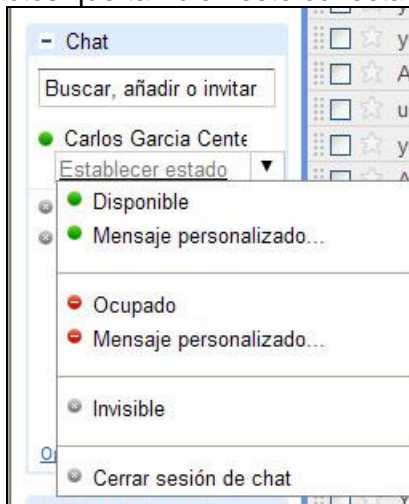 - Chat
Buscar, añadir o invitar
Carlos Garcia Cente
Establecer estado
Disponible
Mensaje personalizado...
Ocupado
Mensaje personalizado...
Invisible
Cerrar sesión de chat